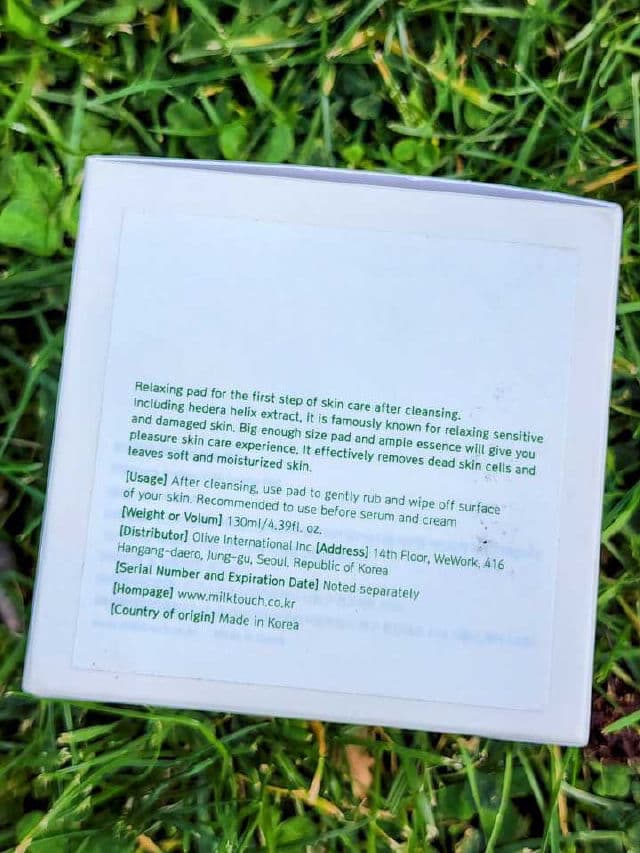 Relaxing pad for the first step of skin care after cleansing.
Including hedera helix extract, it is famously known for relaxing sensitive
and damaged skin. Big enough size pad and ample essence will give you
pleasure skin care experience. It effectively removes dead skin cells and
leaves soft and moisturized skin.
[Usage] After cleansing, use pad to gently rub and wipe off surface
of your skin. Recommended to use before serum and cream
[Weight or Volum] 130ml/4.39fl. oz.
[Distributor] Olive International Inc [Address] 14th Floor, WeWork, 416
Hangang-daero, Jung-gu, Seoul, Republic of Korea
[Serial Number and Expiration Date] Noted separately
[Hompage] www.milktouch.co.kr
[Country of origin] Made in Korea